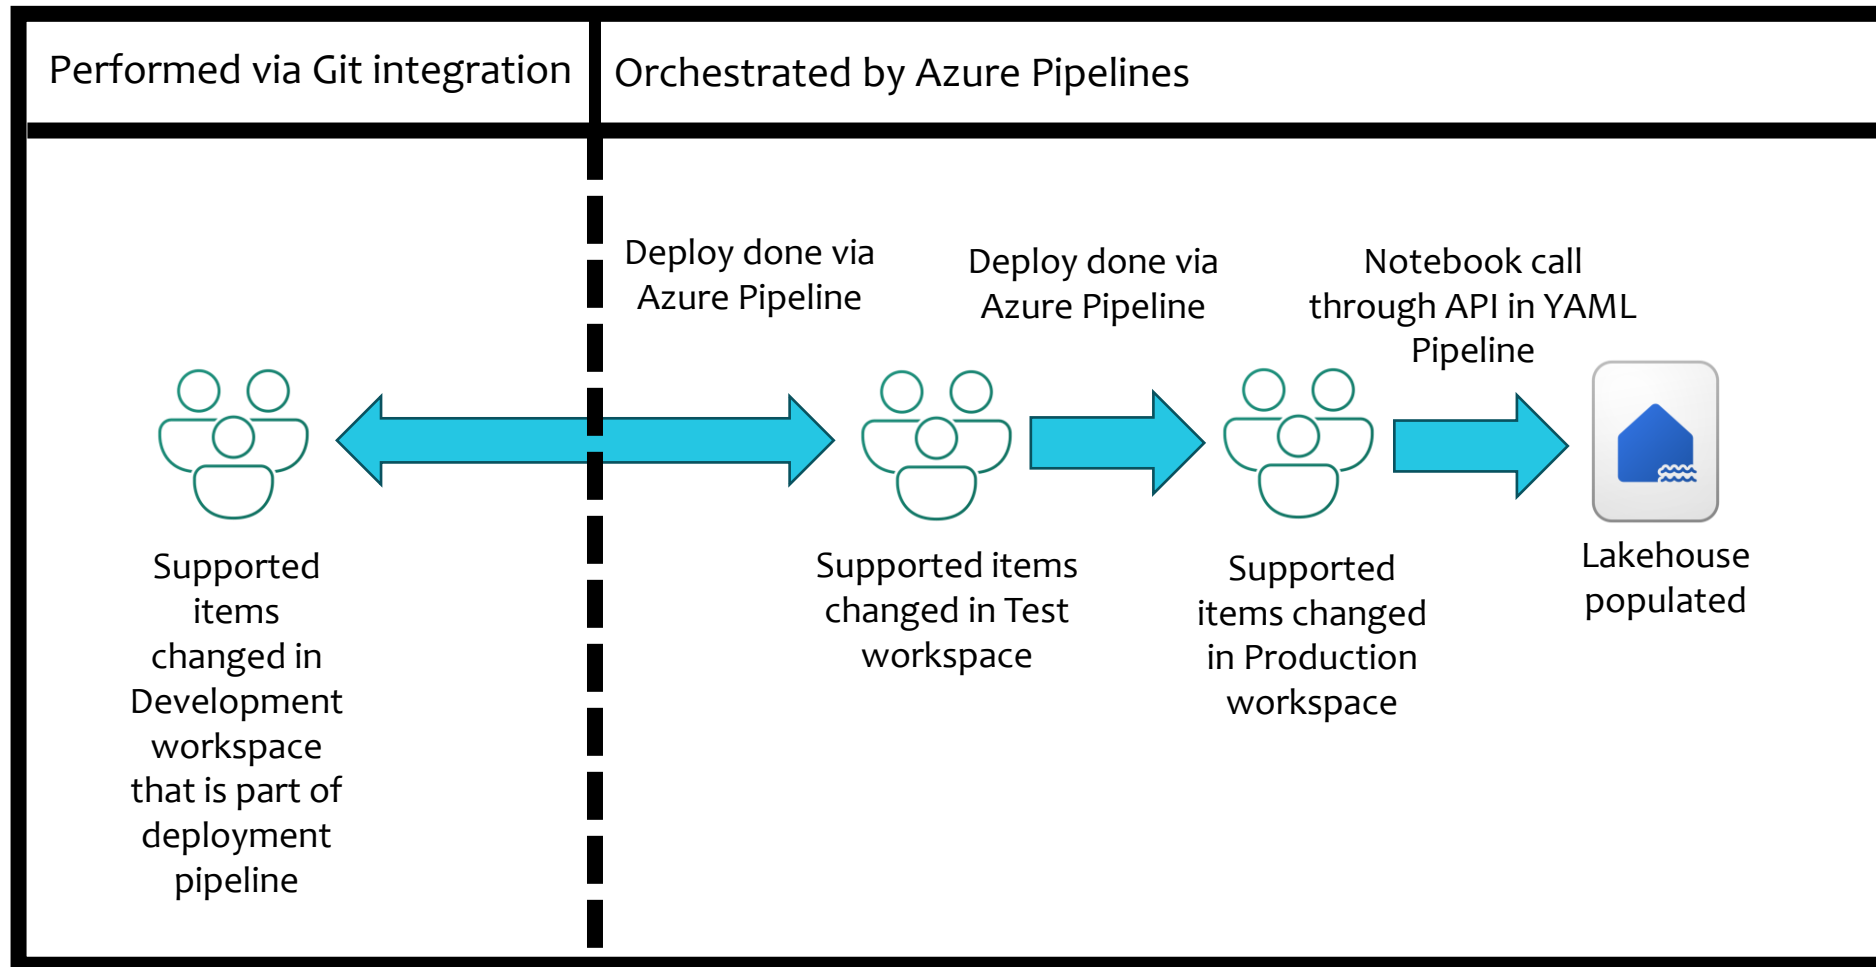 Performed via Git integration
Orchestrated by Azure Pipelines
Deploy done via
Azure Pipeline
Deploy done via
Azure Pipeline
Notebook call
through API in YAML
Pipeline
Supported
items
changed in
Development
workspace
that is part of
deployment
pipeline
Supported items
changed in Test
workspace
Supported
items changed
in Production
workspace
Lakehouse
populated